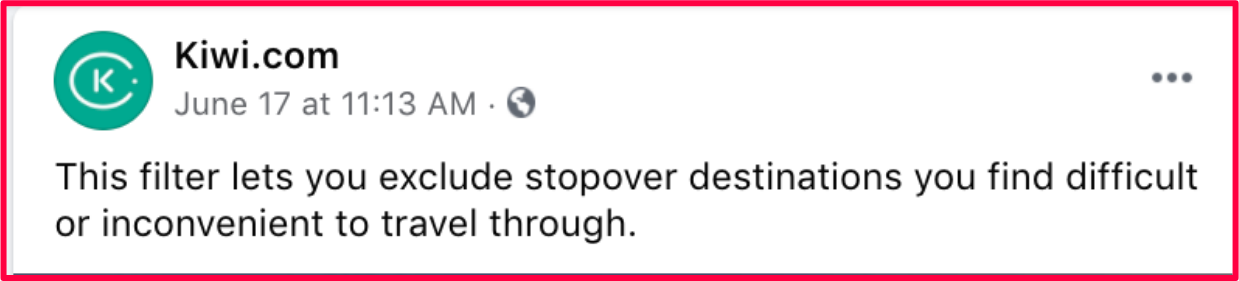 K
Kiwi.com
June 17 at 11:13 AM ·
This filter lets you exclude stopover destinations you find difficult
or inconvenient to travel through.